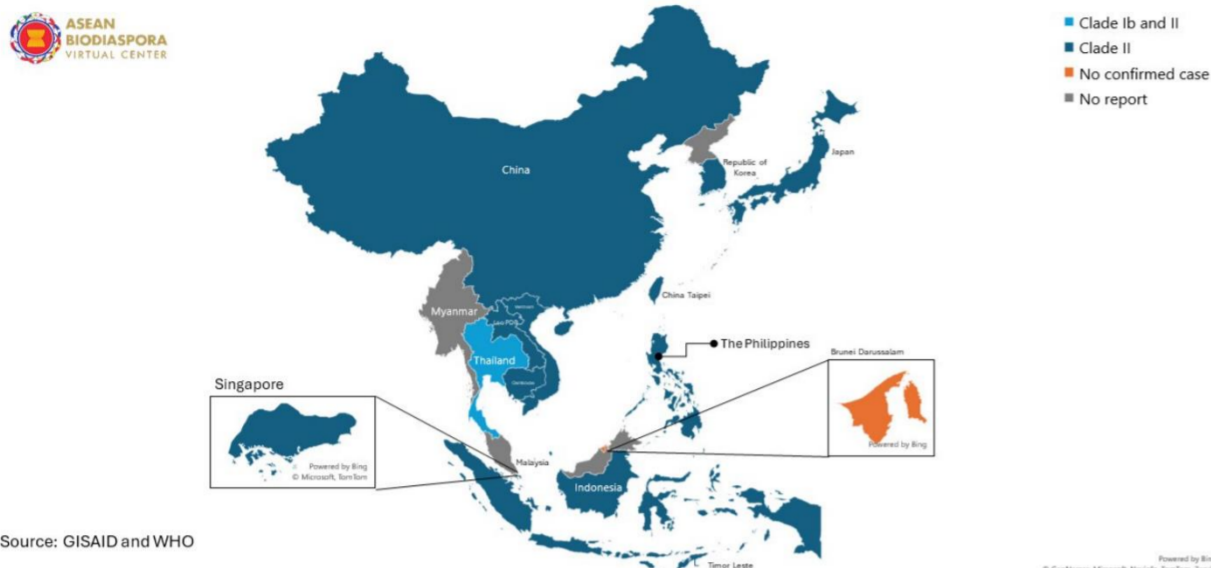 ASEAN
BIODIASPORA
VIRTUAL CENTER
Clade Ib and II
Clade II
No confirmed case
No report
China
Republic of
Korea
Japan
China Taipei
Myanmar
Vietnam
Lao PDR
Thailand
Cambodia
The Philippines
Brunei Darussalam
Powered by Bing
Singapore
Powered by Bing
© Microsoft, TomTom
Malaysia
Indonesia
Timor Leste
Source: GISAID and WHO
Powered by Bin